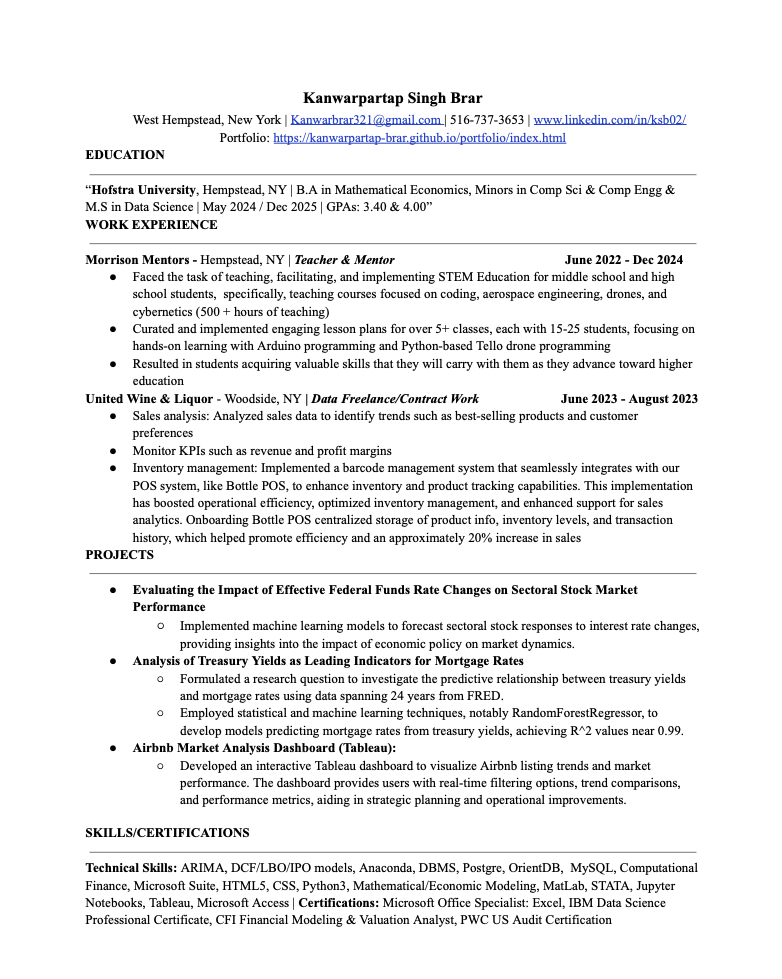 Kanwarpartap Singh Brar
West Hempstead, New York | Kanwarbrar321@gmail.com | 516-737-3653 | www.linkedin.com/in/ksb02/
Portfolio: https://kanwarpartap-brar.github.io/portfolio/index.html
EDUCATION
“Hofstra University, Hempstead, NY | B.A in Mathematical Economics, Minors in Comp Sci & Comp Engg &
M.S in Data Science | May 2024 / Dec 2025 | GPAs: 3.40 & 4.00”
WORK EXPERIENCE
Morrison Mentors - Hempstead, NY | Teacher & Mentor June 2022 - Dec 2024
● Faced the task of teaching, facilitating, and implementing STEM Education for middle school and high
school students, specifically, teaching courses focused on coding, aerospace engineering, drones, and
cybernetics (500 + hours of teaching)
● Curated and implemented engaging lesson plans for over 5+ classes, each with 15-25 students, focusing on
hands-on learning with Arduino programming and Python-based Tello drone programming
● Resulted in students acquiring valuable skills that they will carry with them as they advance toward higher
education
United Wine & Liquor - Woodside, NY | Data Freelance/Contract Work June 2023 - August 2023
● Sales analysis: Analyzed sales data to identify trends such as best-selling products and customer
preferences
● Monitor KPIs such as revenue and profit margins
● Inventory management: Implemented a barcode management system that seamlessly integrates with our
POS system, like Bottle POS, to enhance inventory and product tracking capabilities. This implementation
has boosted operational efficiency, optimized inventory management, and enhanced support for sales
analytics. Onboarding Bottle POS centralized storage of product info, inventory levels, and transaction
history, which helped promote efficiency and an approximately 20% increase in sales
PROJECTS
● Evaluating the Impact of Effective Federal Funds Rate Changes on Sectoral Stock Market
Performance
○ Implemented machine learning models to forecast sectoral stock responses to interest rate changes,
providing insights into the impact of economic policy on market dynamics.
● Analysis of Treasury Yields as Leading Indicators for Mortgage Rates
○ Formulated a research question to investigate the predictive relationship between treasury yields
and mortgage rates using data spanning 24 years from FRED.
○ Employed statistical and machine learning techniques, notably RandomForestRegressor, to
develop models predicting mortgage rates from treasury yields, achieving R^2 values near 0.99.
● Airbnb Market Analysis Dashboard (Tableau):
○ Developed an interactive Tableau dashboard to visualize Airbnb listing trends and market
performance. The dashboard provides users with real-time filtering options, trend comparisons,
and performance metrics, aiding in strategic planning and operational improvements.
SKILLS/CERTIFICATIONS
Technical Skills: ARIMA, DCF/LBO/IPO models, Anaconda, DBMS, Postgre, OrientDB, MySQL, Computational
Finance, Microsoft Suite, HTML5, CSS, Python3, Mathematical/Economic Modeling, MatLab, STATA, Jupyter
Notebooks, Tableau, Microsoft Access | Certifications: Microsoft Office Specialist: Excel, IBM Data Science
Professional Certificate, CFI Financial Modeling & Valuation Analyst, PWC US Audit Certification